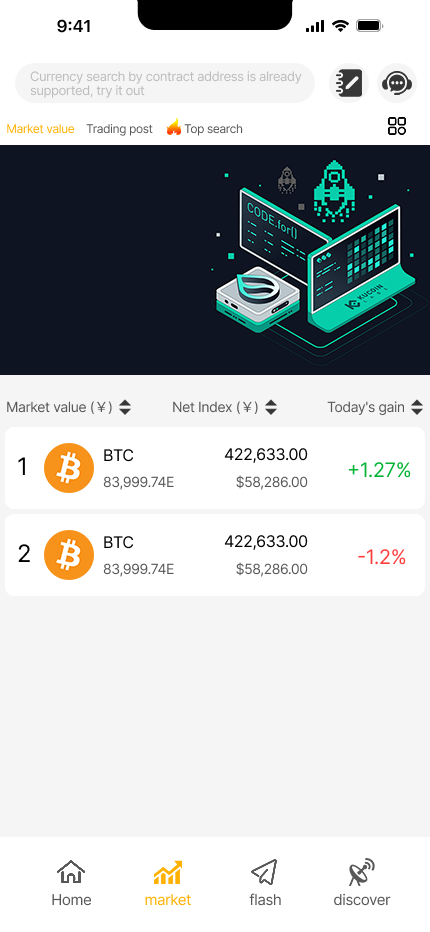 9:41
Currency search by contract address is already
supported, try it out
Market value Trading post Top search
CODE.for()
KUCOIN
LABS
Market value (¥) Net Index (¥) Today's gain
1 BTC 422,633.00 +1.27%
83,999.74E $58,286.00
2 BTC 422,633.00 -1.2%
83,999.74E $58,286.00
Home market flash discover